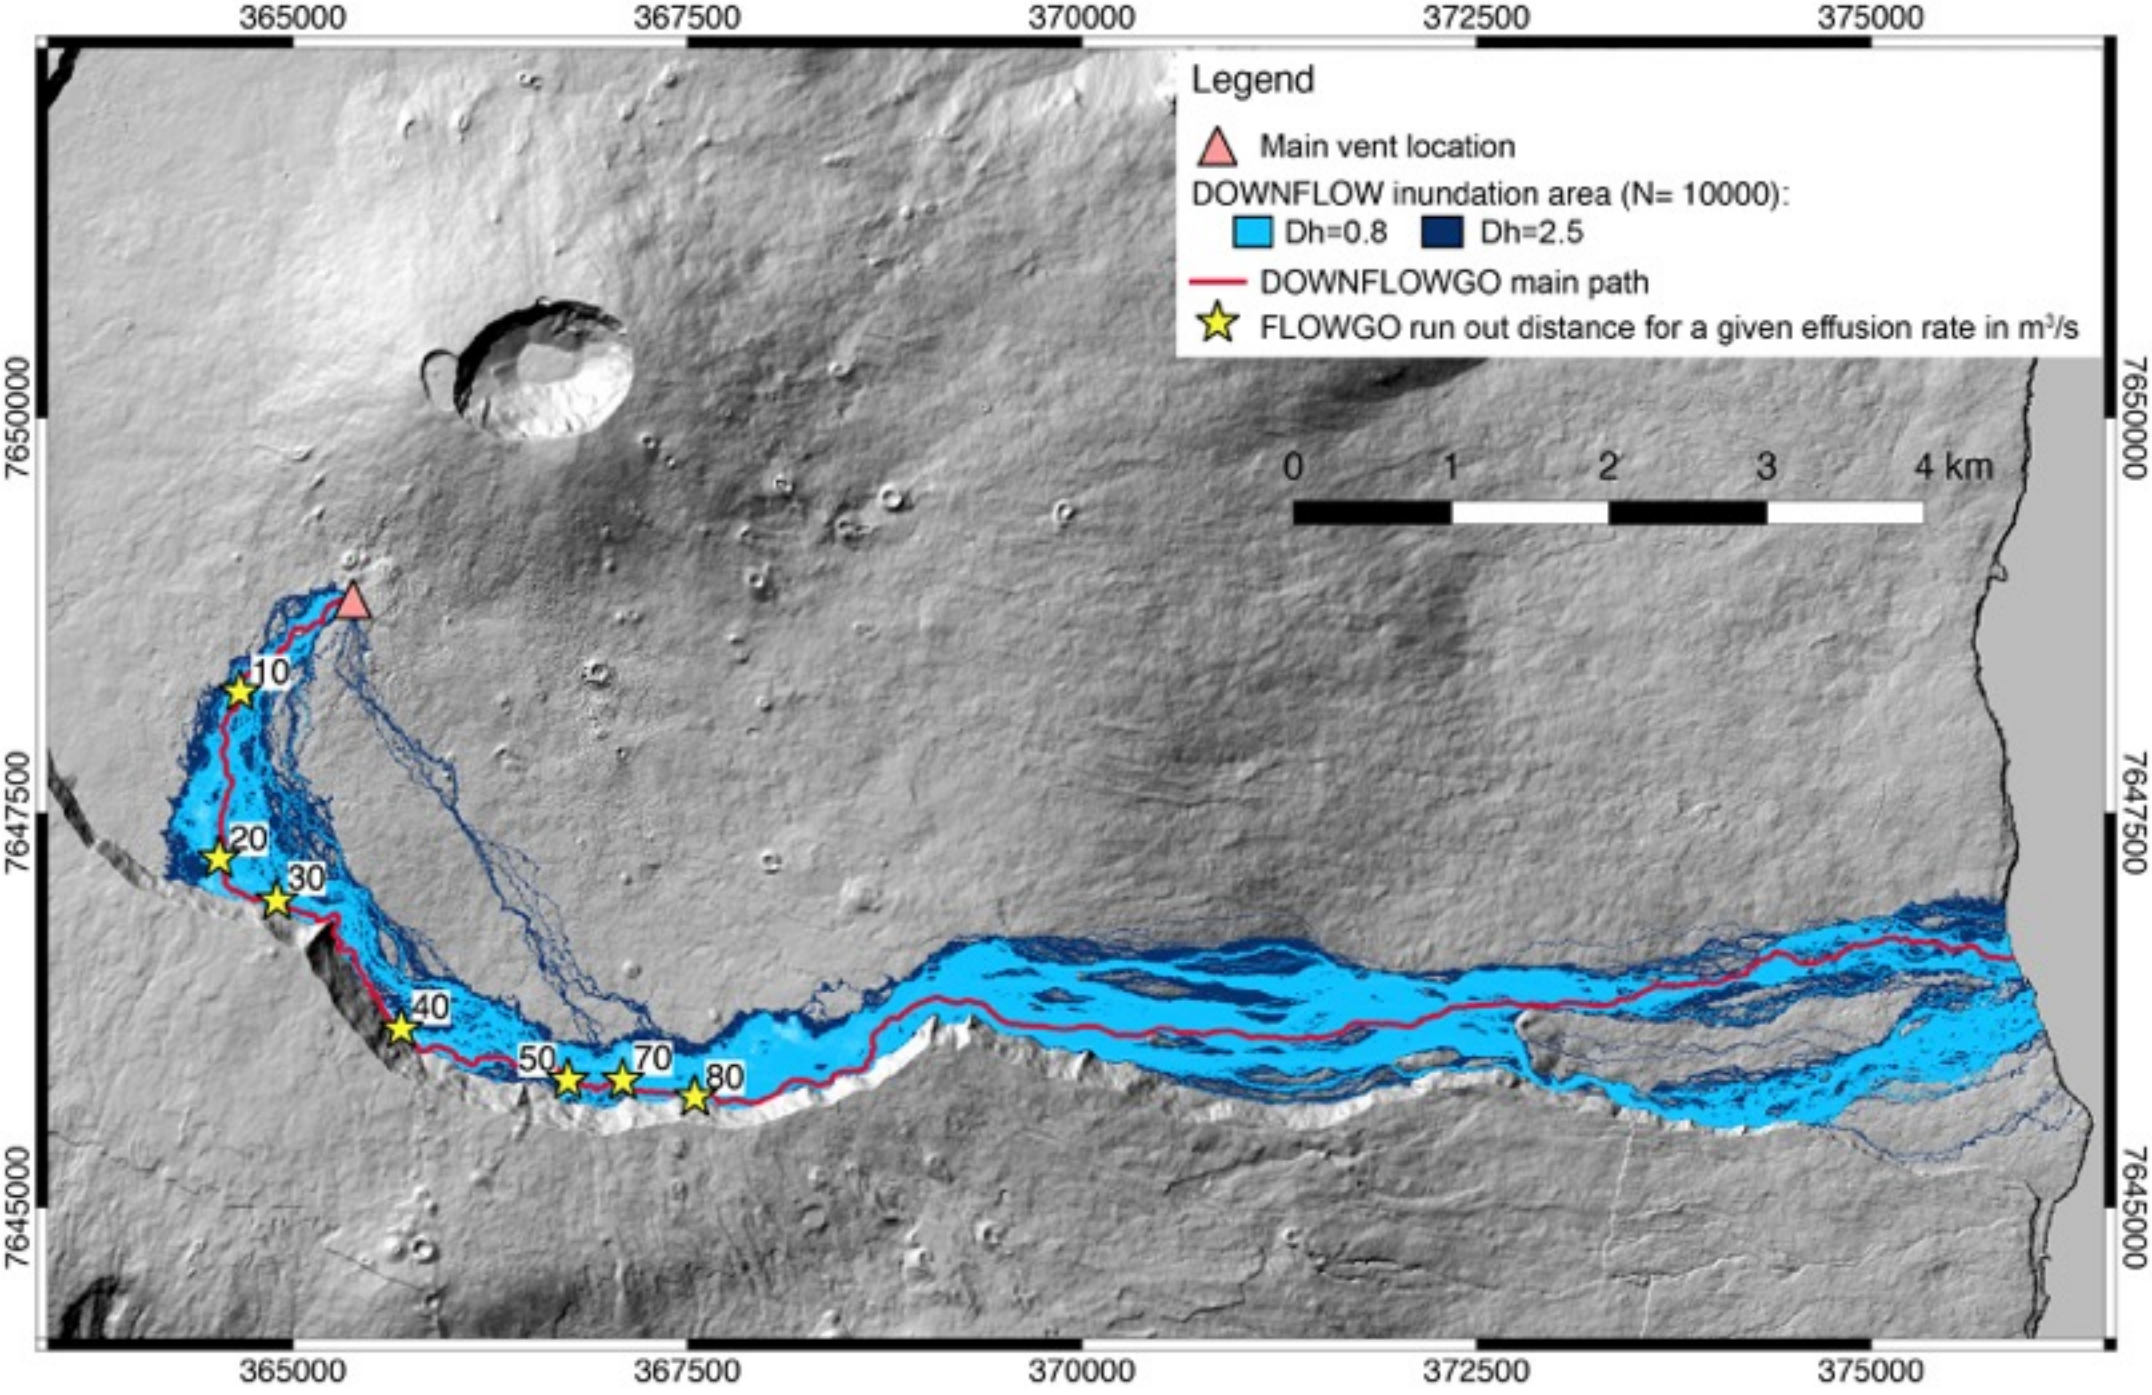 365000 367500 370000 372500 375000
Legend
Main vent location
DOWNFLOW inundation area (N= 10000):
Dh=0.8 Dh=2.5
DOWNFLOWGO main path
FLOWGO run out distance for a given effusion rate in m³/s
7650000 7650000
0 1 2 3 4 km
10
7647500 7647500
20
30
40
50 70 80
7645000 7645000
365000 367500 370000 372500 375000